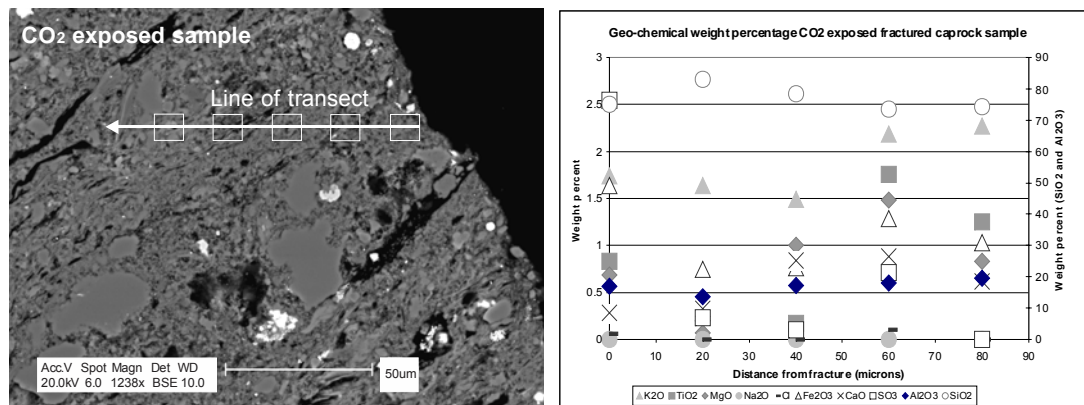 CO2 exposed sample
Line of transect
Acc.V Spot Magn Det WD
20.0kV 6.0 1238x BSE 10.0
50um
Geo-chemical weight percentage CO2 exposed fractured caprock sample
3
2.5
2
1.5
1
0.5
0
90
80
70
60
50
40
30
20
10
0
0 10 20 30 40 50 60 70 80 90
Weight percent
Weight percent (SiO2 and Al2O3)
Distance from fracture (microns)
K2O TiO2 MgO Na2O Cl Fe2O3 CaO SO3 Al2O3 SiO2